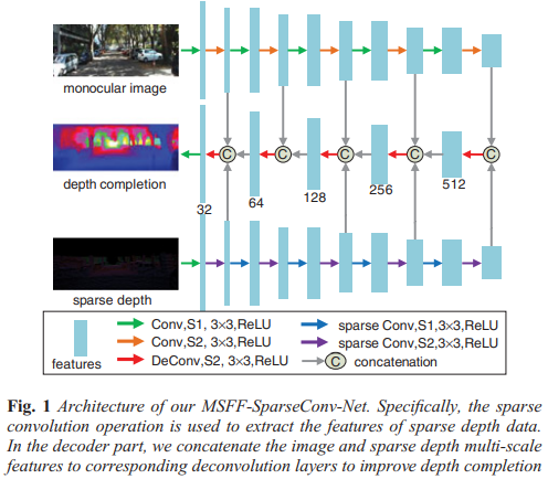 monocular image
C C C C C
depth completion
32 64 128 256 512
sparse depth
features
Conv,S1, 3×3,ReLU
Conv,S2, 3×3,ReLU
DeConv,S2, 3×3,ReLU
sparse Conv,S1,3×3,ReLU
sparse Conv,S2,3×3,ReLU
C concatenation
Fig. 1 Architecture of our MSFF-SparseConv-Net. Specifically, the sparse
convolution operation is used to extract the features of sparse depth data.
In the decoder part, we concatenate the image and sparse depth multi-scale
features to corresponding deconvolution layers to improve depth completion